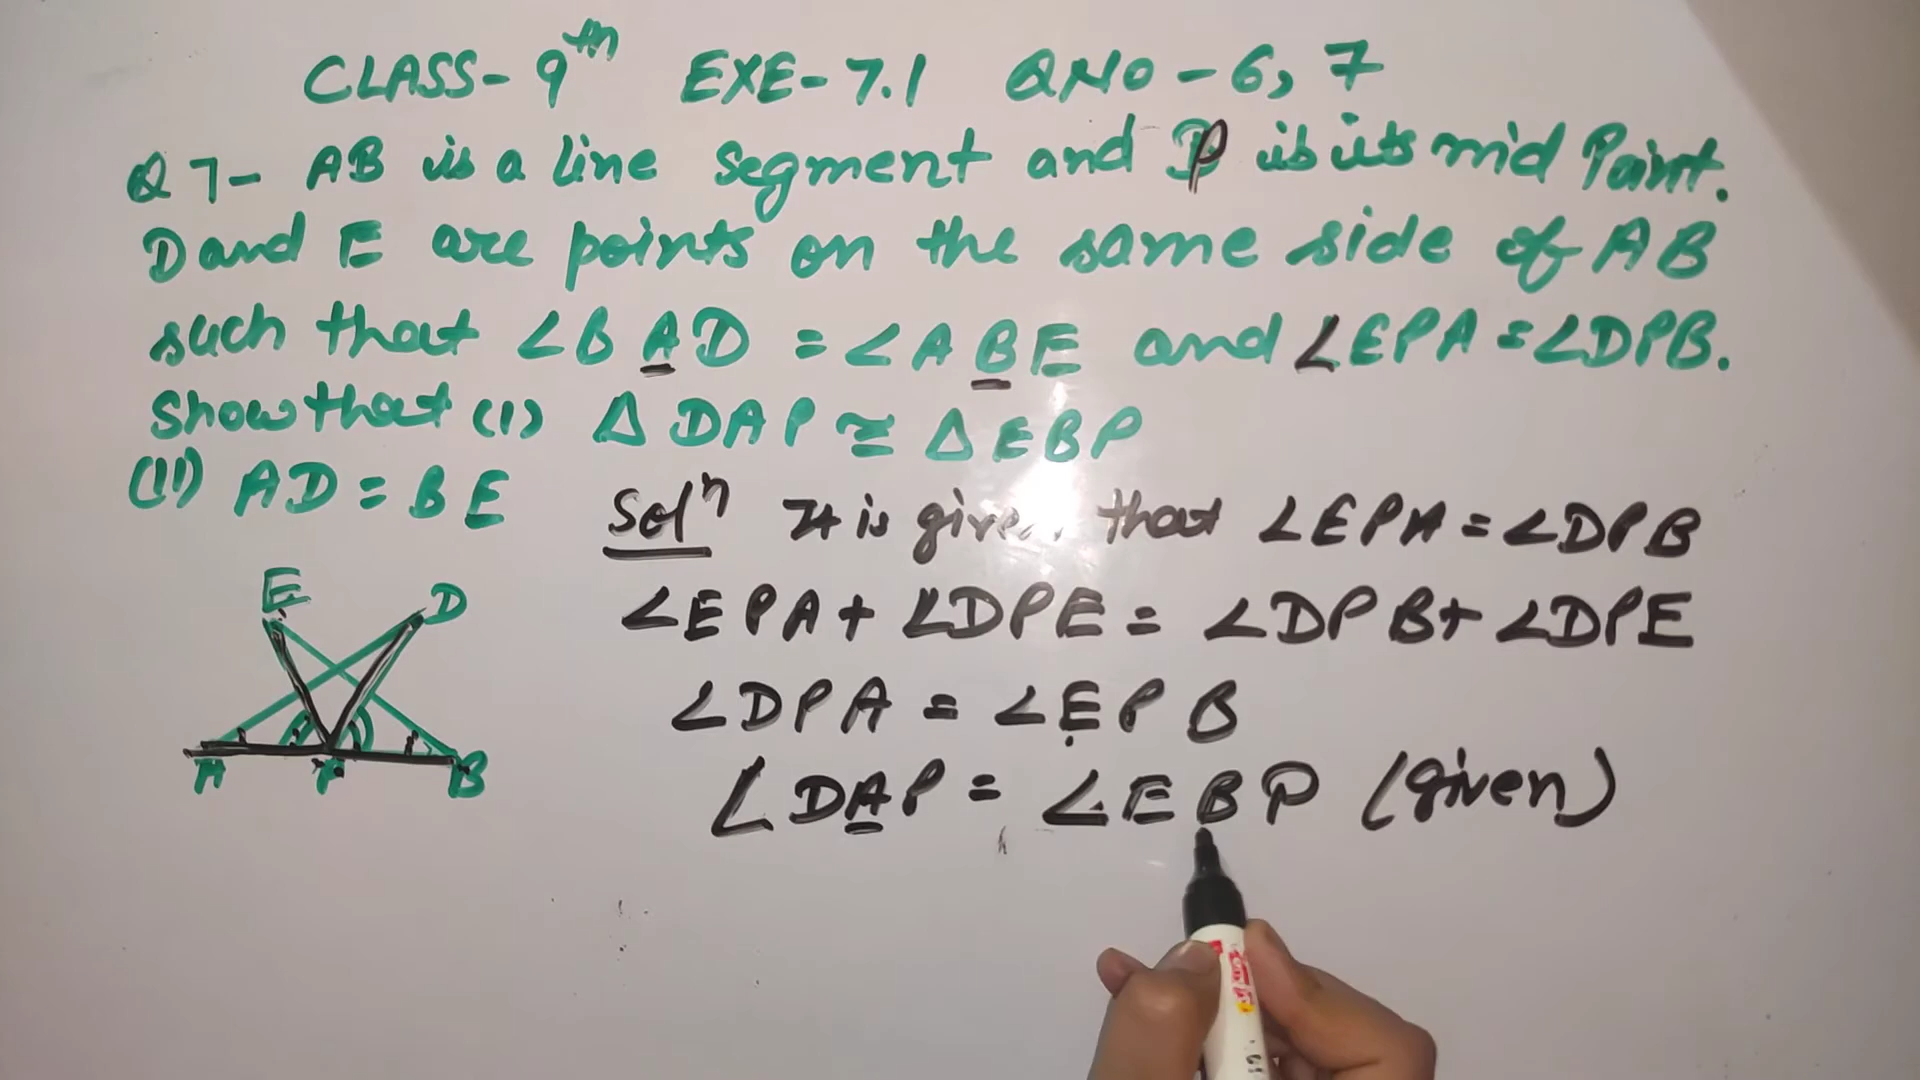 CLASS-9th EXE-7.1 QNO-6,7
Q7- AB is a line segment and P is its mid Point.
D and E are points on the same side of AB
such that ∠BAD = ∠ABE and ∠EPA = ∠DPB.
Show that (I) Δ DAP ≅ Δ EBP
(II) AD = BE
Solⁿ It is given that ∠EPA = ∠DPB
∠EPA + ∠DPE = ∠DPB + ∠DPE
∠DPA = ∠EPB
∠DAP = ∠EBP (given)
E D
A P B